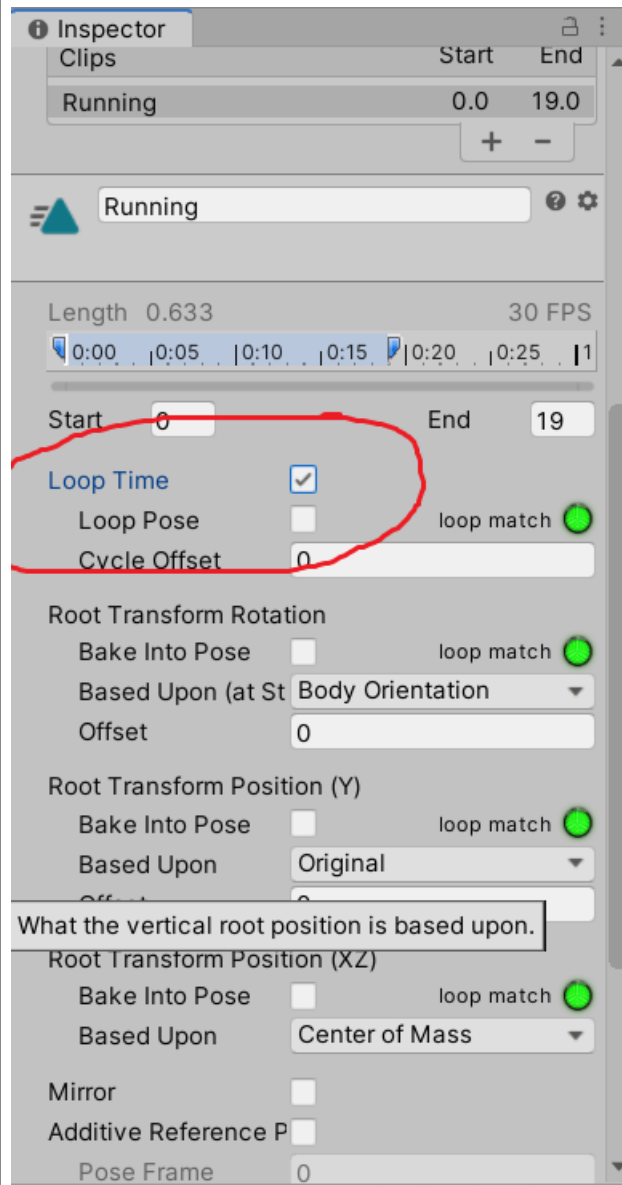 Inspector
Clips Start End
Running 0.0 19.0
+ −
Running
Length 0.633 30 FPS
0:00 0:05 0:10 0:15 0:20 0:25 1
Start 0 End 19
Loop Time
Loop Pose loop match
Cycle Offset 0
Root Transform Rotation
Bake Into Pose loop match
Based Upon (at St Body Orientation
Offset 0
Root Transform Position (Y)
Bake Into Pose loop match
Based Upon Original
What the vertical root position is based upon.
Root Transform Position (XZ)
Bake Into Pose loop match
Based Upon Center of Mass
Mirror
Additive Reference P
Pose Frame 0